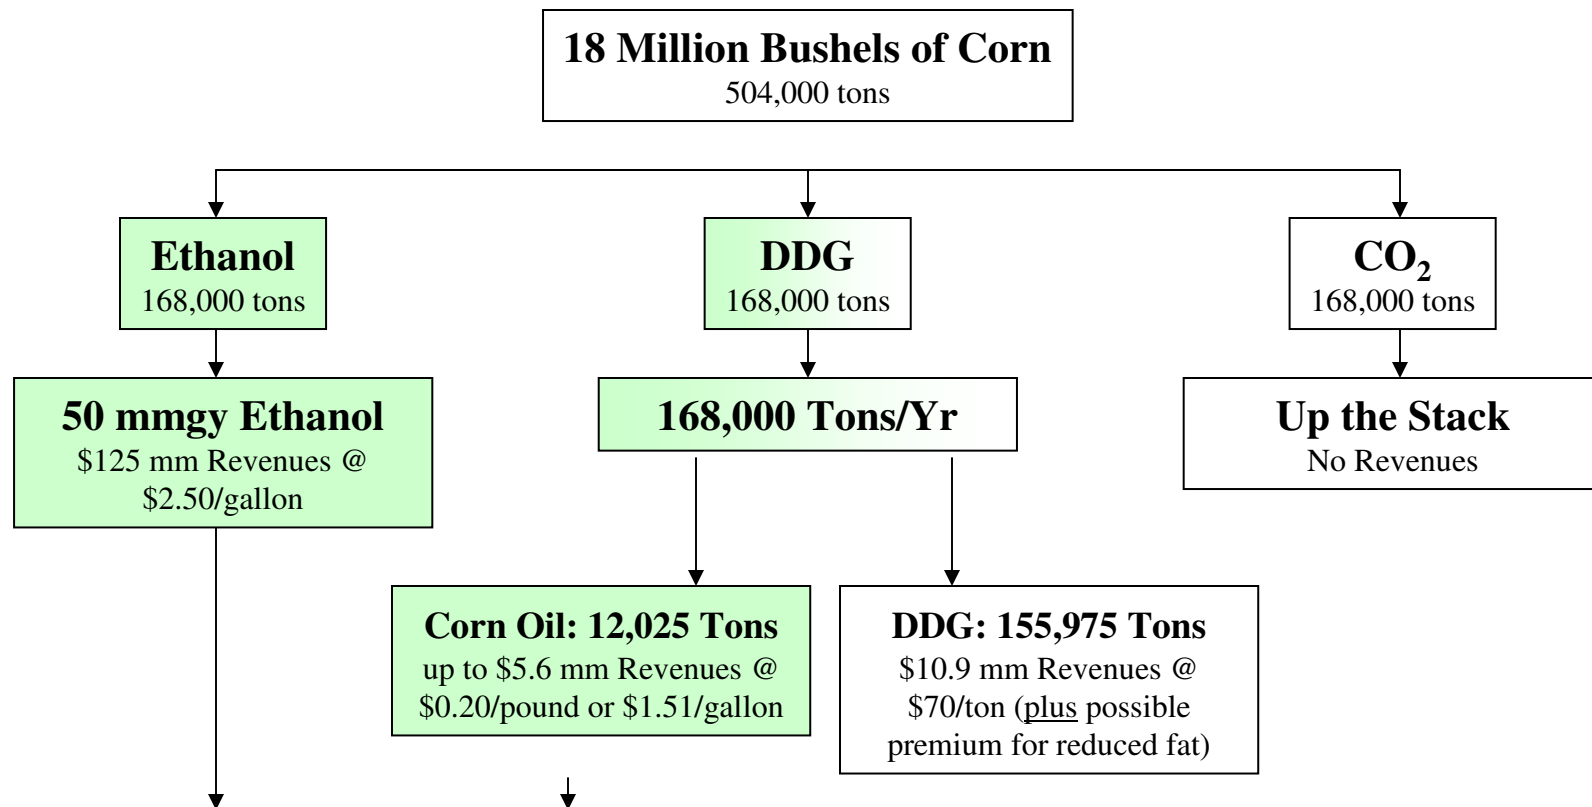 18 Million Bushels of Corn
504,000 tons
Ethanol
168,000 tons
DDG
168,000 tons
CO₂
168,000 tons
50 mmgy Ethanol
$125 mm Revenues @
$2.50/gallon
168,000 Tons/Yr
Up the Stack
No Revenues
Corn Oil: 12,025 Tons
up to $5.6 mm Revenues @
$0.20/pound or $1.51/gallon
DDG: 155,975 Tons
$10.9 mm Revenues @
$70/ton (plus possible
premium for reduced fat)